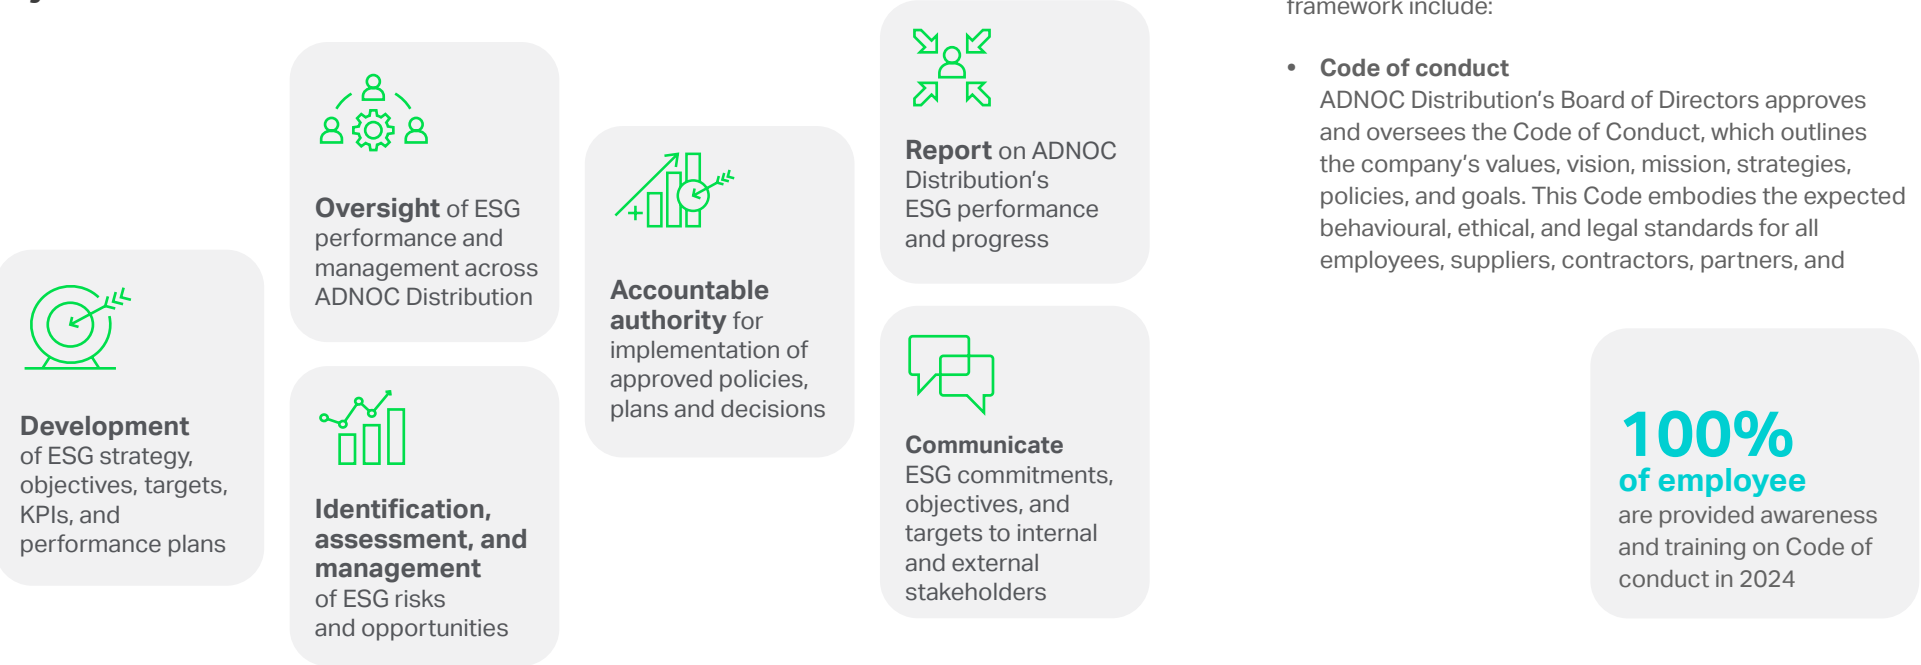 Development
of ESG strategy,
objectives, targets,
KPIs, and
performance plans
Oversight of ESG
performance and
management across
ADNOC Distribution
Identification,
assessment, and
management
of ESG risks
and opportunities
Accountable
authority for
implementation of
approved policies,
plans and decisions
Report on ADNOC
Distribution's
ESG performance
and progress
Communicate
ESG commitments,
objectives, and
targets to internal
and external
stakeholders
framework include:
• Code of conduct
ADNOC Distribution's Board of Directors approves
and oversees the Code of Conduct, which outlines
the company's values, vision, mission, strategies,
policies, and goals. This Code embodies the expected
behavioural, ethical, and legal standards for all
employees, suppliers, contractors, partners, and
100%
of employee
are provided awareness
and training on Code of
conduct in 2024